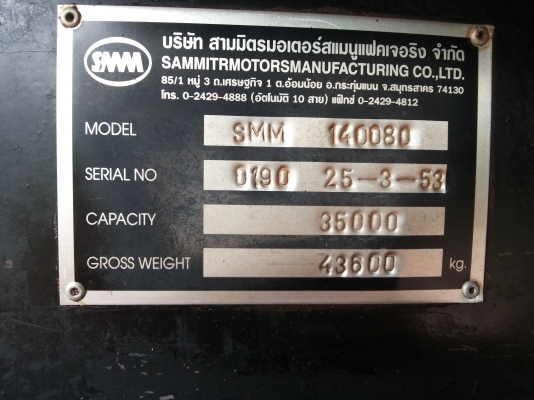 SMM
บริษัท สามมิตรมอเตอร์สแมนูแฟคเจอริง จำกัด
SAMMITRMOTORSMANUFACTURING CO.,LTD.
85/1 หมู่ 3 ถ.เศรษฐกิจ 1 ต.อ้อมน้อย อ.กระทุ่มแบน จ.สมุทรสาคร 74130
โทร. 0-2429-4888 (อัตโนมัติ 10 สาย) แฟ็กซ์ 0-2429-4812
MODEL SMM 140080
SERIAL NO 0190 25-3-53
CAPACITY 35000
GROSS WEIGHT 43600 kg.